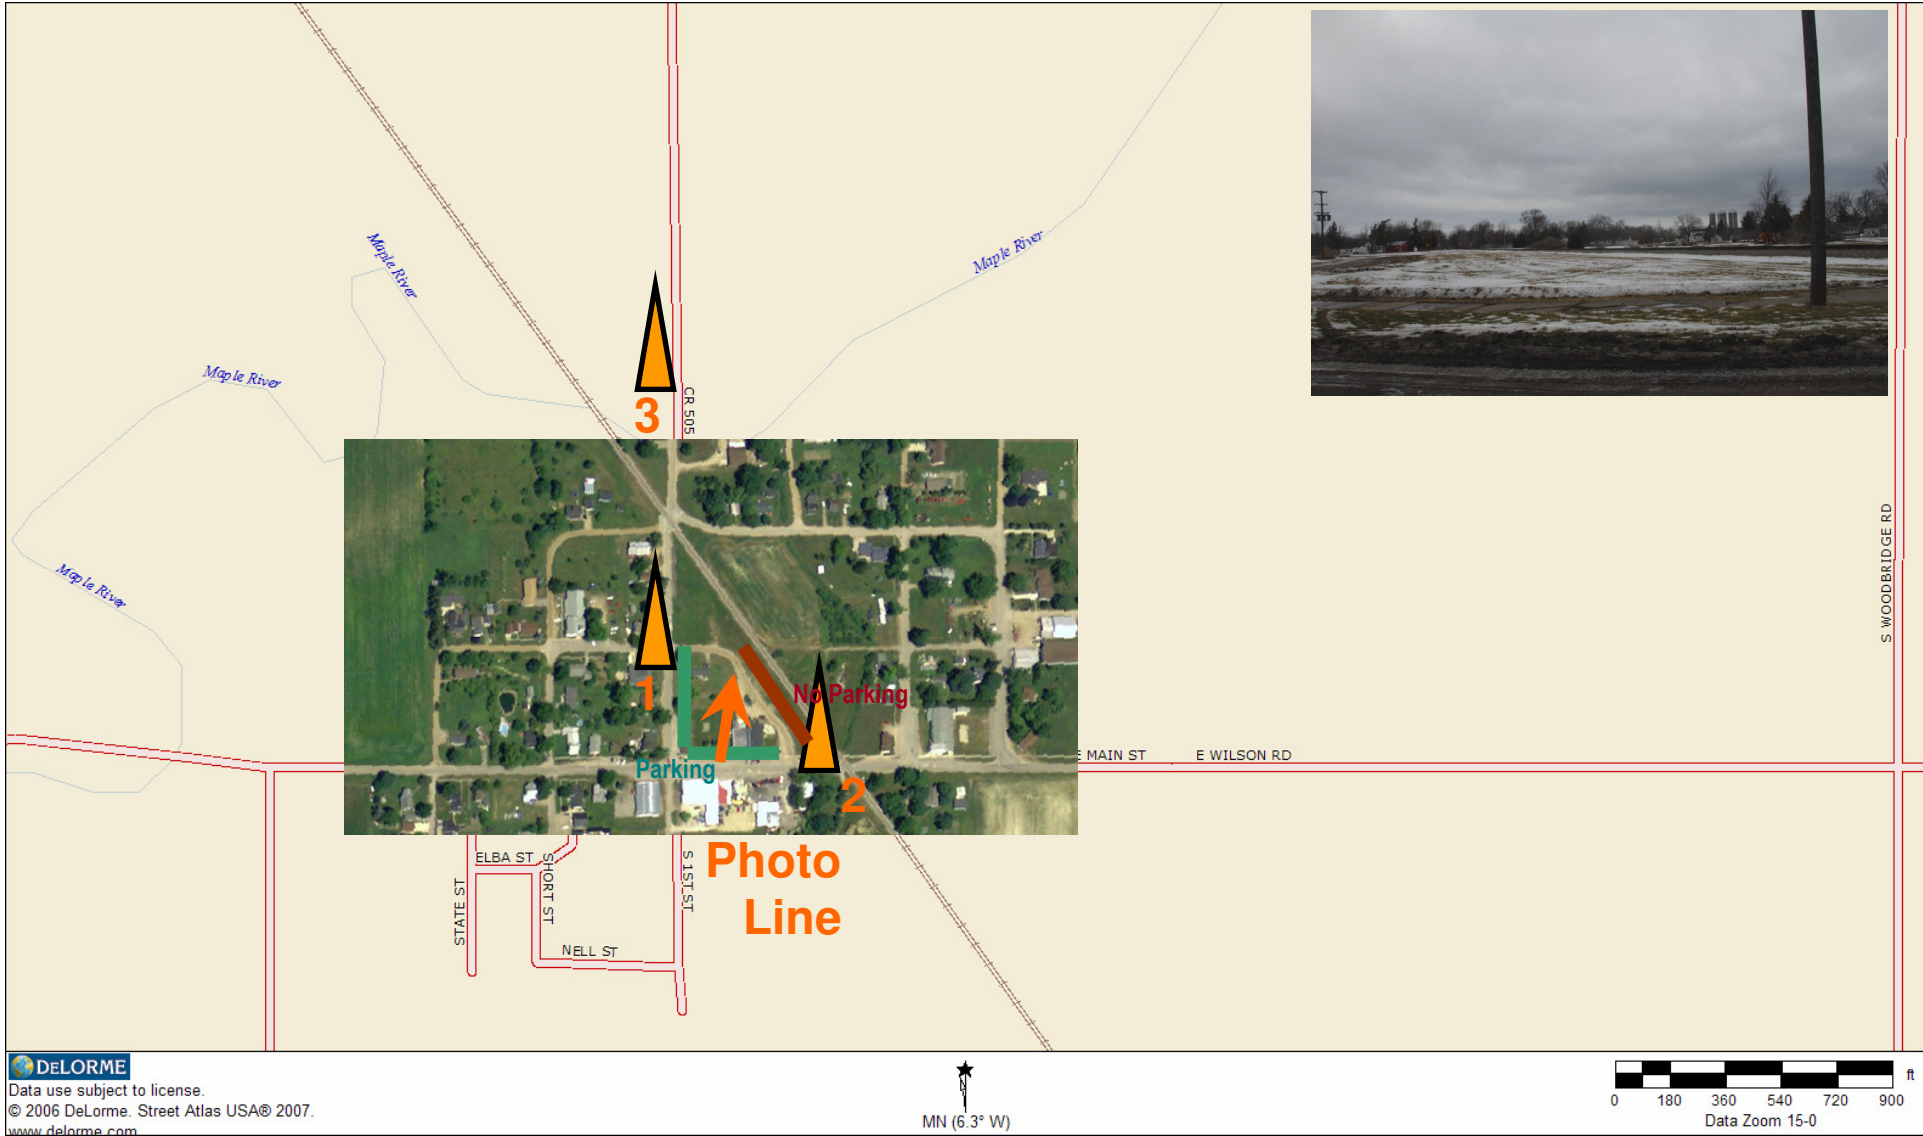 Maple River
Maple River
Maple River
Maple River
3
CR 505
S WOODBRIDGE RD
1
No Parking
Parking
2
E MAIN ST
E WILSON RD
Photo
Line
ELBA ST
SHORT ST
STATE ST
S 1ST ST
NELL ST
DELORME
Data use subject to license.
© 2006 DeLorme. Street Atlas USA® 2007.
www.delorme.com
MN (6.3° W)
ft
0 180 360 540 720 900
Data Zoom 15-0